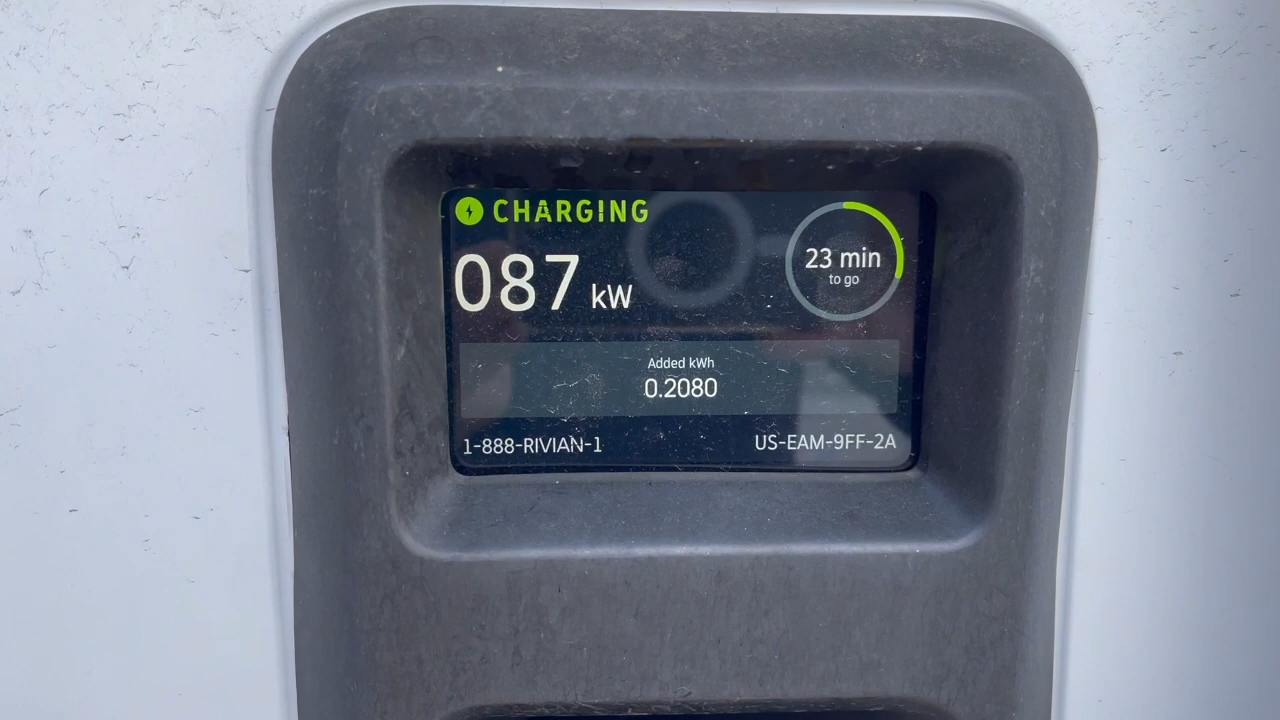 CHARGING
087 kW
23 min
to go
Added kWh
0.2080
1-888-RIVIAN-1
US-EAM-9FF-2A